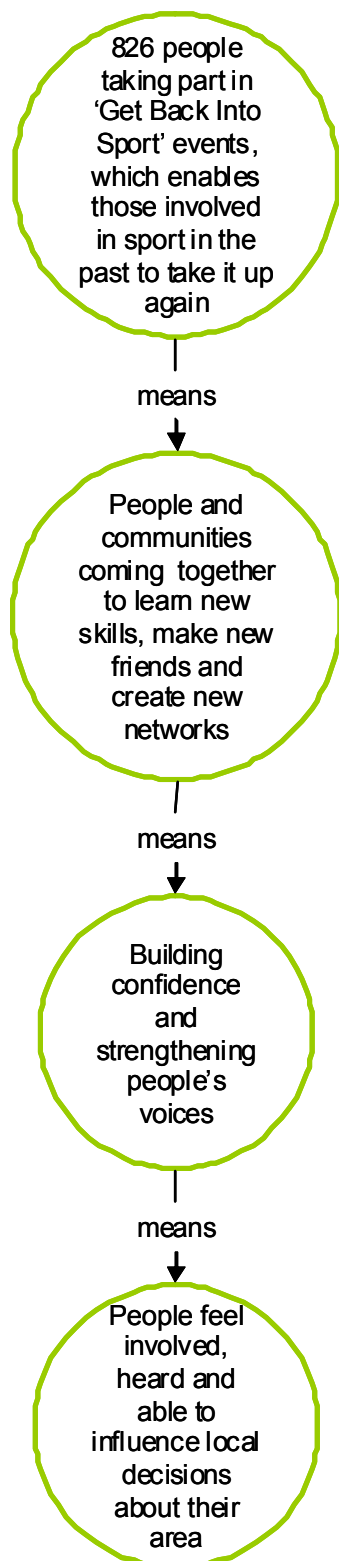 826 people
taking part in
‘Get Back Into
Sport’ events,
which enables
those involved
in sport in the
past to take it up
again
means
People and
communities
coming together
to learn new
skills, make new
friends and
create new
networks
means
Building
confidence
and
strengthening
people’s
voices
means
People feel
involved,
heard and
able to
influence local
decisions
about their
area